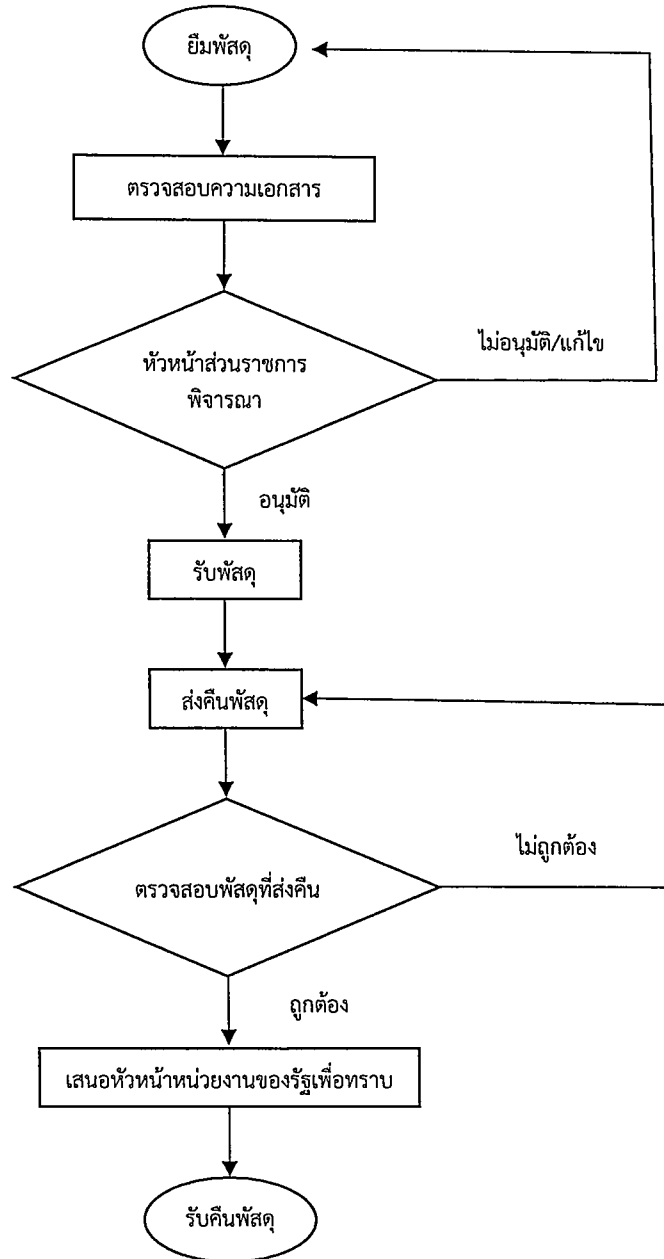 ยืมพัสดุ
ตรวจสอบความเอกสาร
หัวหน้าส่วนราชการ
พิจารณา
ไม่อนุมัติ/แก้ไข
อนุมัติ
รับพัสดุ
ส่งคืนพัสดุ
ตรวจสอบพัสดุที่ส่งคืน
ไม่ถูกต้อง
ถูกต้อง
เสนอหัวหน้าหน่วยงานของรัฐเพื่อทราบ
รับคืนพัสดุ